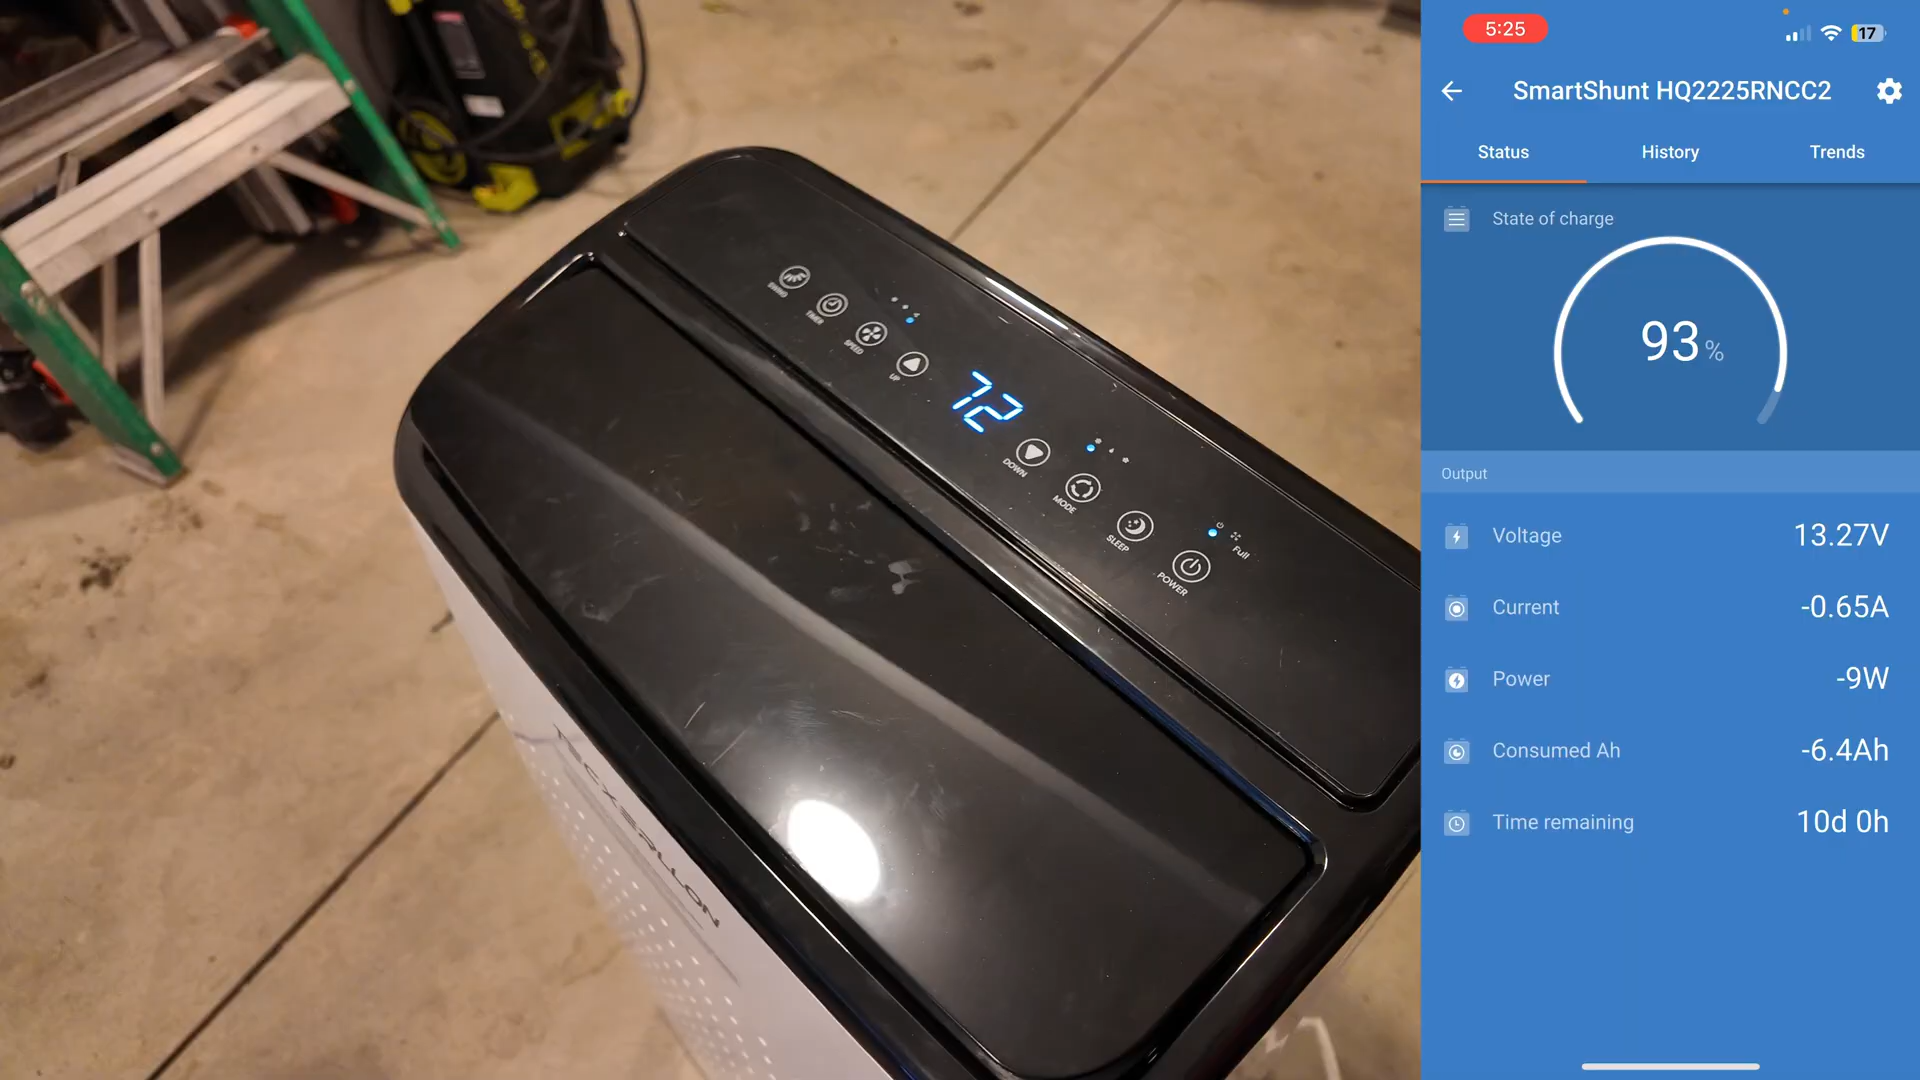 SWING
TIMER
SPEED
UP
72
DOWN
MODE
SLEEP
POWER
Full
5:25
17
SmartShunt HQ2225RNCC2
Status
History
Trends
State of charge
93%
Output
Voltage
13.27V
Current
-0.65A
Power
-9W
Consumed Ah
-6.4Ah
Time remaining
10d 0h